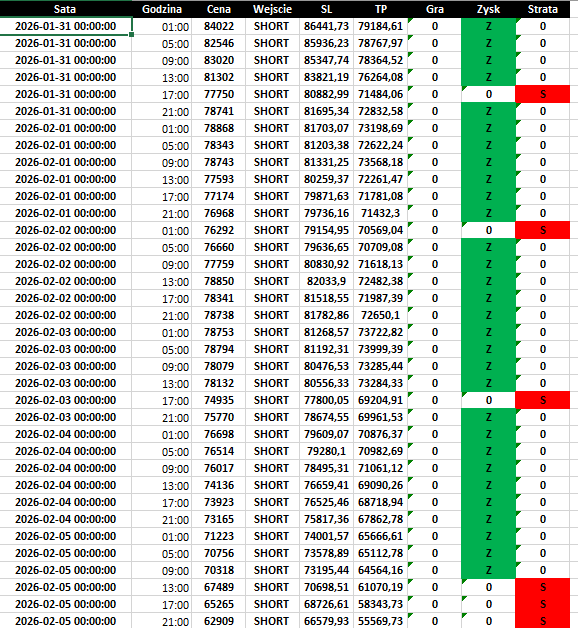 Sata Godzina Cena Wejscie SL TP Gra Zysk Strata
2026-01-31 00:00:00 01:00 84022 SHORT 86441,73 79184,61 0 Z 0
2026-01-31 00:00:00 05:00 82546 SHORT 85936,23 78767,97 0 Z 0
2026-01-31 00:00:00 09:00 83020 SHORT 85347,74 78364,52 0 Z 0
2026-01-31 00:00:00 13:00 81302 SHORT 83821,19 76264,08 0 Z 0
2026-01-31 00:00:00 17:00 77750 SHORT 80882,99 71484,06 0 0 S
2026-01-31 00:00:00 21:00 78741 SHORT 81695,34 72832,58 0 Z 0
2026-02-01 00:00:00 01:00 78868 SHORT 81703,07 73198,69 0 Z 0
2026-02-01 00:00:00 05:00 78343 SHORT 81203,38 72622,24 0 Z 0
2026-02-01 00:00:00 09:00 78743 SHORT 81331,25 73568,18 0 Z 0
2026-02-01 00:00:00 13:00 77593 SHORT 80259,37 72261,47 0 Z 0
2026-02-01 00:00:00 17:00 77174 SHORT 79871,63 71781,08 0 Z 0
2026-02-01 00:00:00 21:00 76968 SHORT 79736,16 71432,3 0 Z 0
2026-02-02 00:00:00 01:00 76292 SHORT 79154,95 70569,04 0 0 S
2026-02-02 00:00:00 05:00 76660 SHORT 79636,65 70709,08 0 Z 0
2026-02-02 00:00:00 09:00 77759 SHORT 80830,92 71618,13 0 Z 0
2026-02-02 00:00:00 13:00 78850 SHORT 82033,9 72482,38 0 Z 0
2026-02-02 00:00:00 17:00 78341 SHORT 81518,55 71987,39 0 Z 0
2026-02-02 00:00:00 21:00 78738 SHORT 81782,86 72650,1 0 Z 0
2026-02-03 00:00:00 01:00 78753 SHORT 81268,57 73722,82 0 Z 0
2026-02-03 00:00:00 05:00 78794 SHORT 81192,31 73999,39 0 Z 0
2026-02-03 00:00:00 09:00 78079 SHORT 80476,53 73285,44 0 Z 0
2026-02-03 00:00:00 13:00 78132 SHORT 80556,33 73284,33 0 Z 0
2026-02-03 00:00:00 17:00 74935 SHORT 77800,05 69204,91 0 0 S
2026-02-03 00:00:00 21:00 75770 SHORT 78674,55 69961,53 0 Z 0
2026-02-04 00:00:00 01:00 76698 SHORT 79609,07 70876,37 0 Z 0
2026-02-04 00:00:00 05:00 76514 SHORT 79280,1 70982,69 0 Z 0
2026-02-04 00:00:00 09:00 76017 SHORT 78495,31 71061,12 0 Z 0
2026-02-04 00:00:00 13:00 74136 SHORT 76659,41 69090,26 0 Z 0
2026-02-04 00:00:00 17:00 73923 SHORT 76525,46 68718,94 0 Z 0
2026-02-04 00:00:00 21:00 73165 SHORT 75817,36 67862,78 0 Z 0
2026-02-05 00:00:00 01:00 71223 SHORT 74001,57 65666,61 0 Z 0
2026-02-05 00:00:00 05:00 70756 SHORT 73578,89 65112,78 0 Z 0
2026-02-05 00:00:00 09:00 70318 SHORT 73195,44 64564,16 0 Z 0
2026-02-05 00:00:00 13:00 67489 SHORT 70698,51 61070,19 0 0 S
2026-02-05 00:00:00 17:00 65265 SHORT 68726,61 58343,73 0 0 S
2026-02-05 00:00:00 21:00 62909 SHORT 66579,93 55569,73 0 0 S